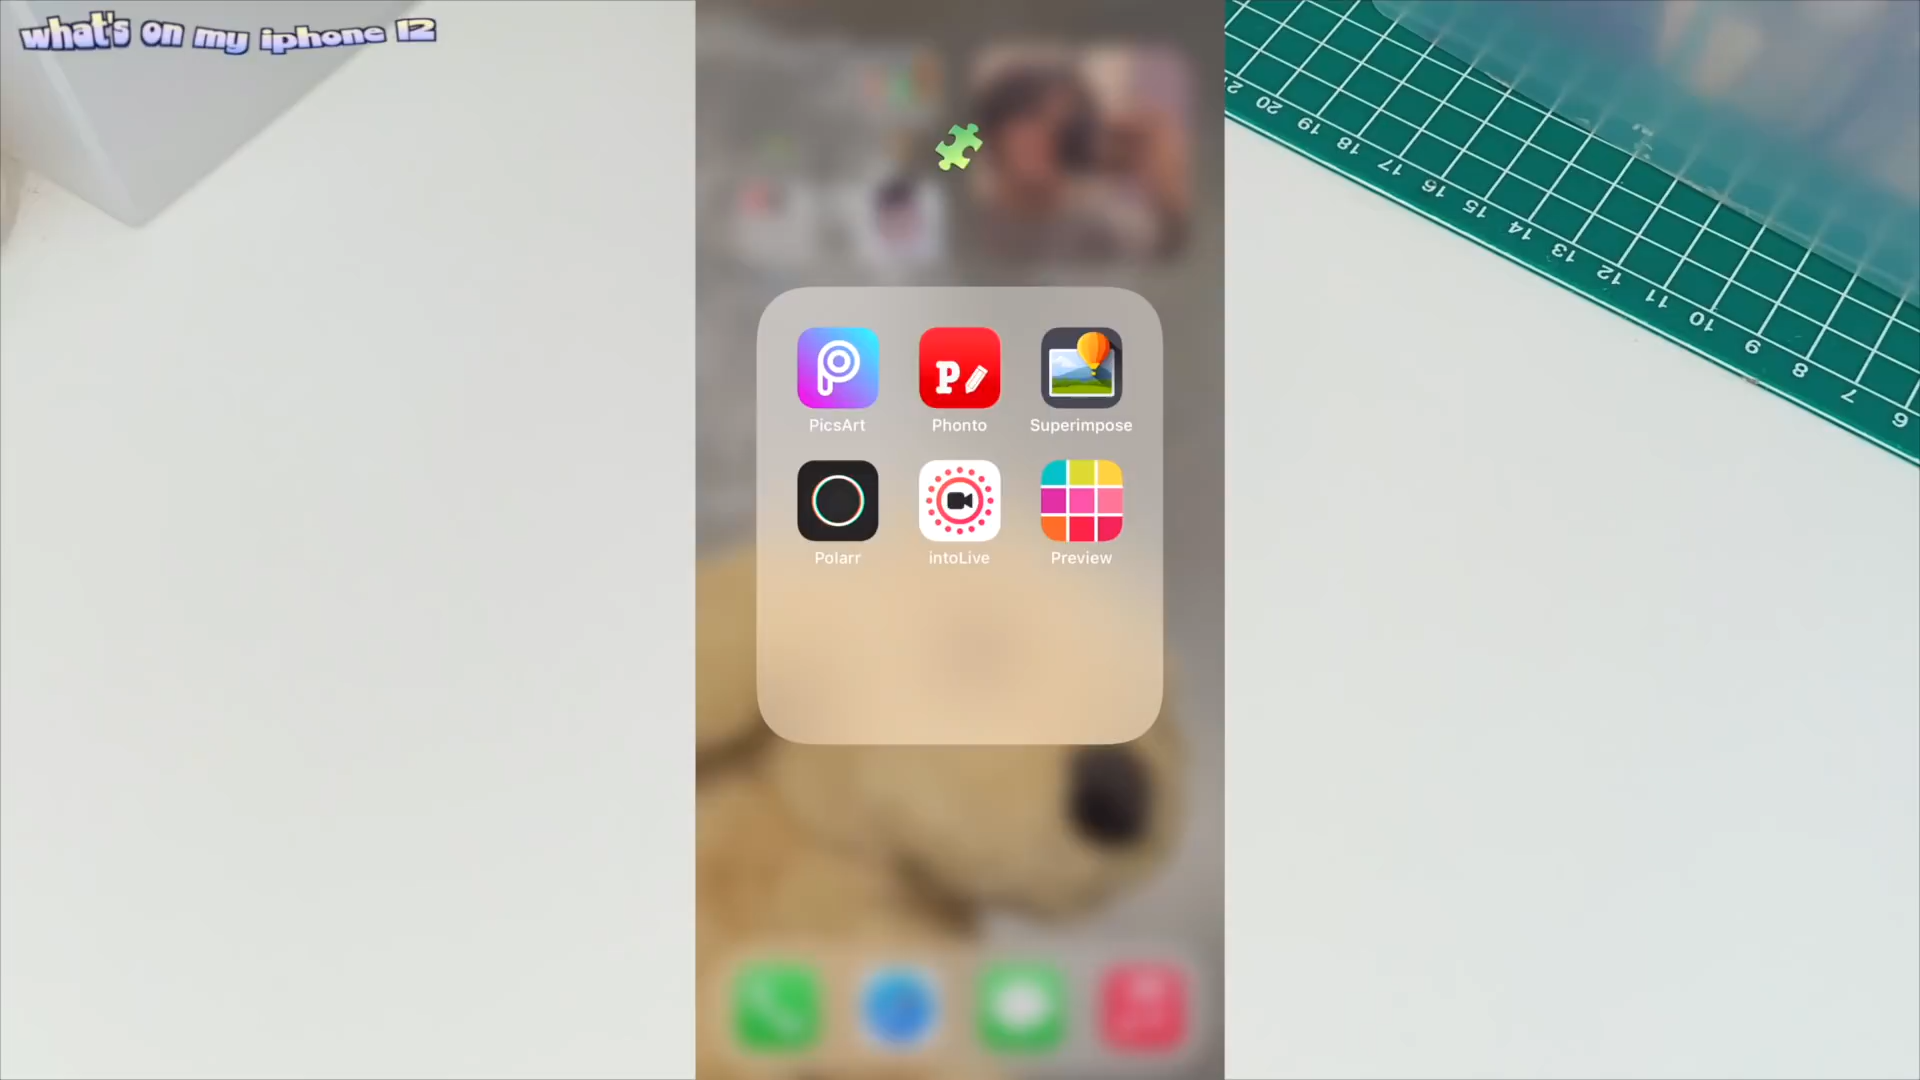 what's on my iphone 12
PicsArt Phonto Superimpose
Polarr intoLive Preview
21 20 19 18 17 16 15 14 13 12 11 10 9 8 7 6